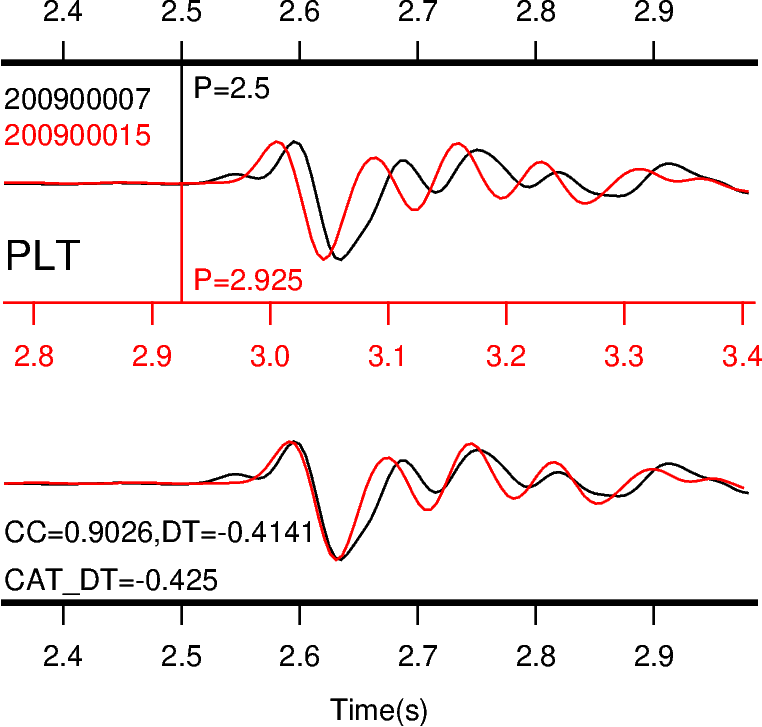 2.4 2.5 2.6 2.7 2.8 2.9
P=2.5
200900007
200900015
PLT
P=2.925
2.8 2.9 3.0 3.1 3.2 3.3 3.4
CC=0.9026,DT=-0.4141
CAT_DT=-0.425
2.4 2.5 2.6 2.7 2.8 2.9
Time(s)